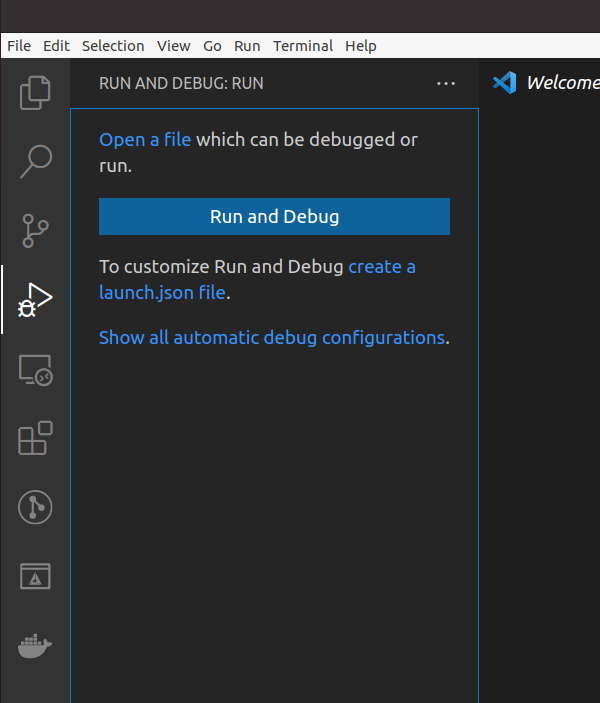 File Edit Selection View Go Run Terminal Help
RUN AND DEBUG: RUN ...
Welcome
Open a file which can be debugged or
run.
Run and Debug
To customize Run and Debug create a
launch.json file.
Show all automatic debug configurations.